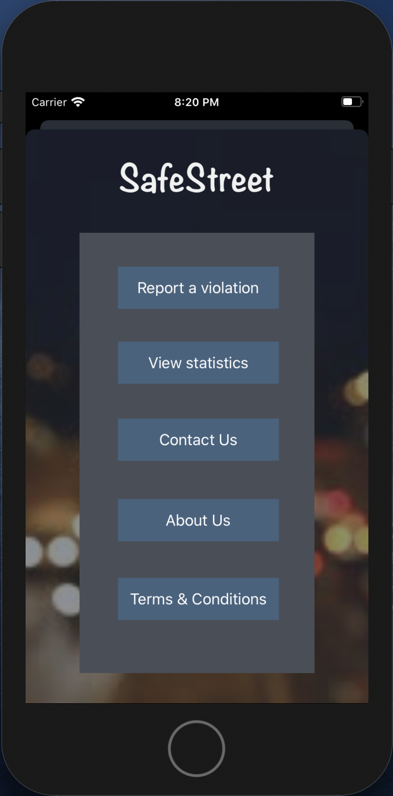 Carrier 8:20 PM
SafeStreet
Report a violation
View statistics
Contact Us
About Us
Terms & Conditions